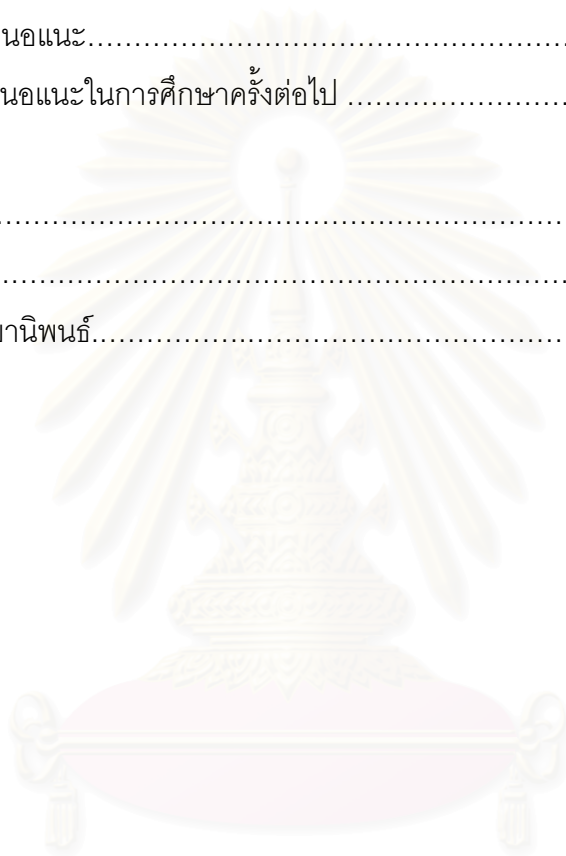 นอแนะ........................................................
นอแนะในการศึกษาครั้งต่อไป ..........................
................................................................
................................................................
านิพนธ์........................................................